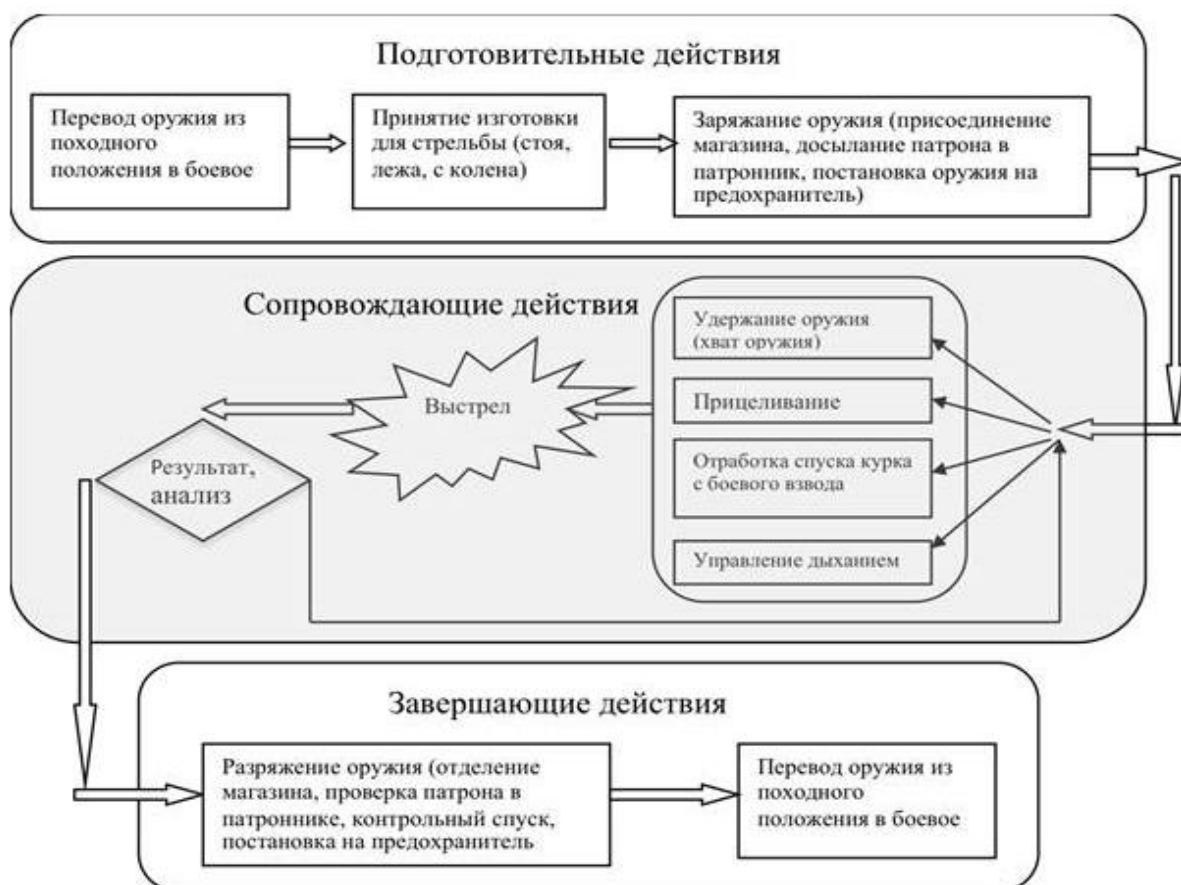 Подготовительные действия
Перевод оружия из
походного
положения в боевое
Принятие изготовки
для стрельбы (стоя,
лежа, с колена)
Заряжание оружия (присоединение
магазина, досылание патрона в
патронник, постановка оружия на
предохранитель)
Сопровождающие действия
Удержание оружия
(хват оружия)
Прицеливание
Отработка спуска курка
с боевого взвода
Управление дыханием
Выстрел
Результат,
анализ
Завершающие действия
Разряжение оружия (отделение
магазина, проверка патрона в
патроннике, контрольный спуск,
постановка на предохранитель
Перевод оружия из
походного
положения в боевое